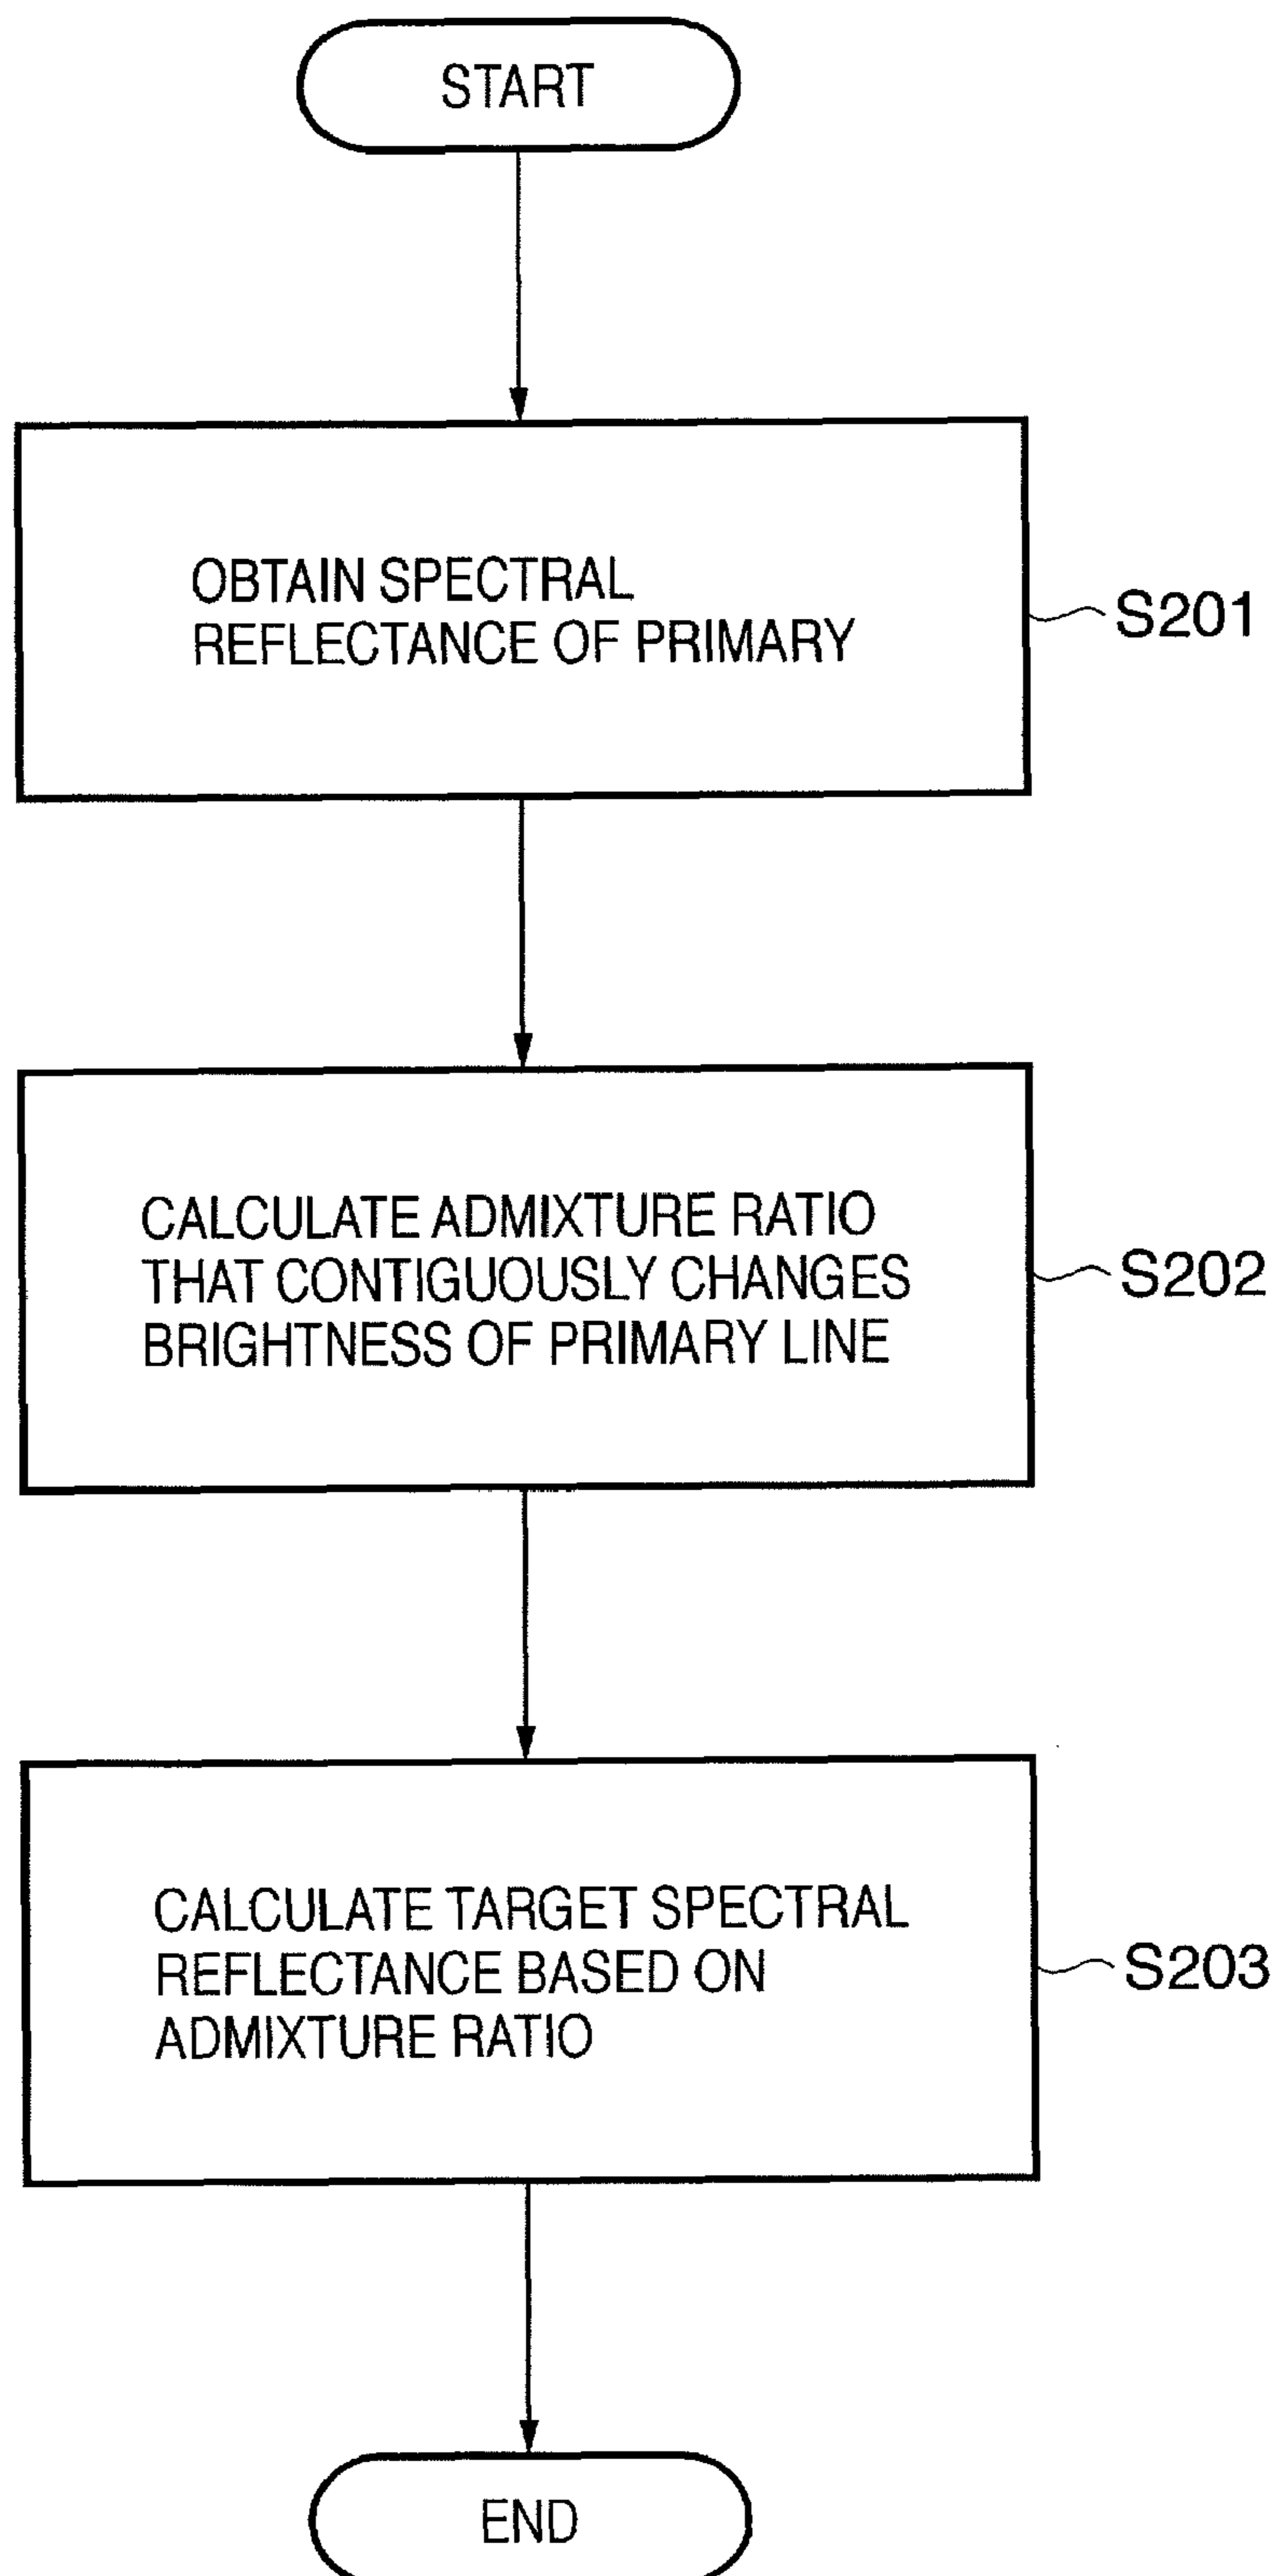 START
OBTAIN SPECTRAL
REFLECTANCE OF PRIMARY
S201
CALCULATE ADMIXTURE RATIO
THAT CONTIGUOUSLY CHANGES
BRIGHTNESS OF PRIMARY LINE
S202
CALCULATE TARGET SPECTRAL
REFLECTANCE BASED ON
ADMIXTURE RATIO
S203
END